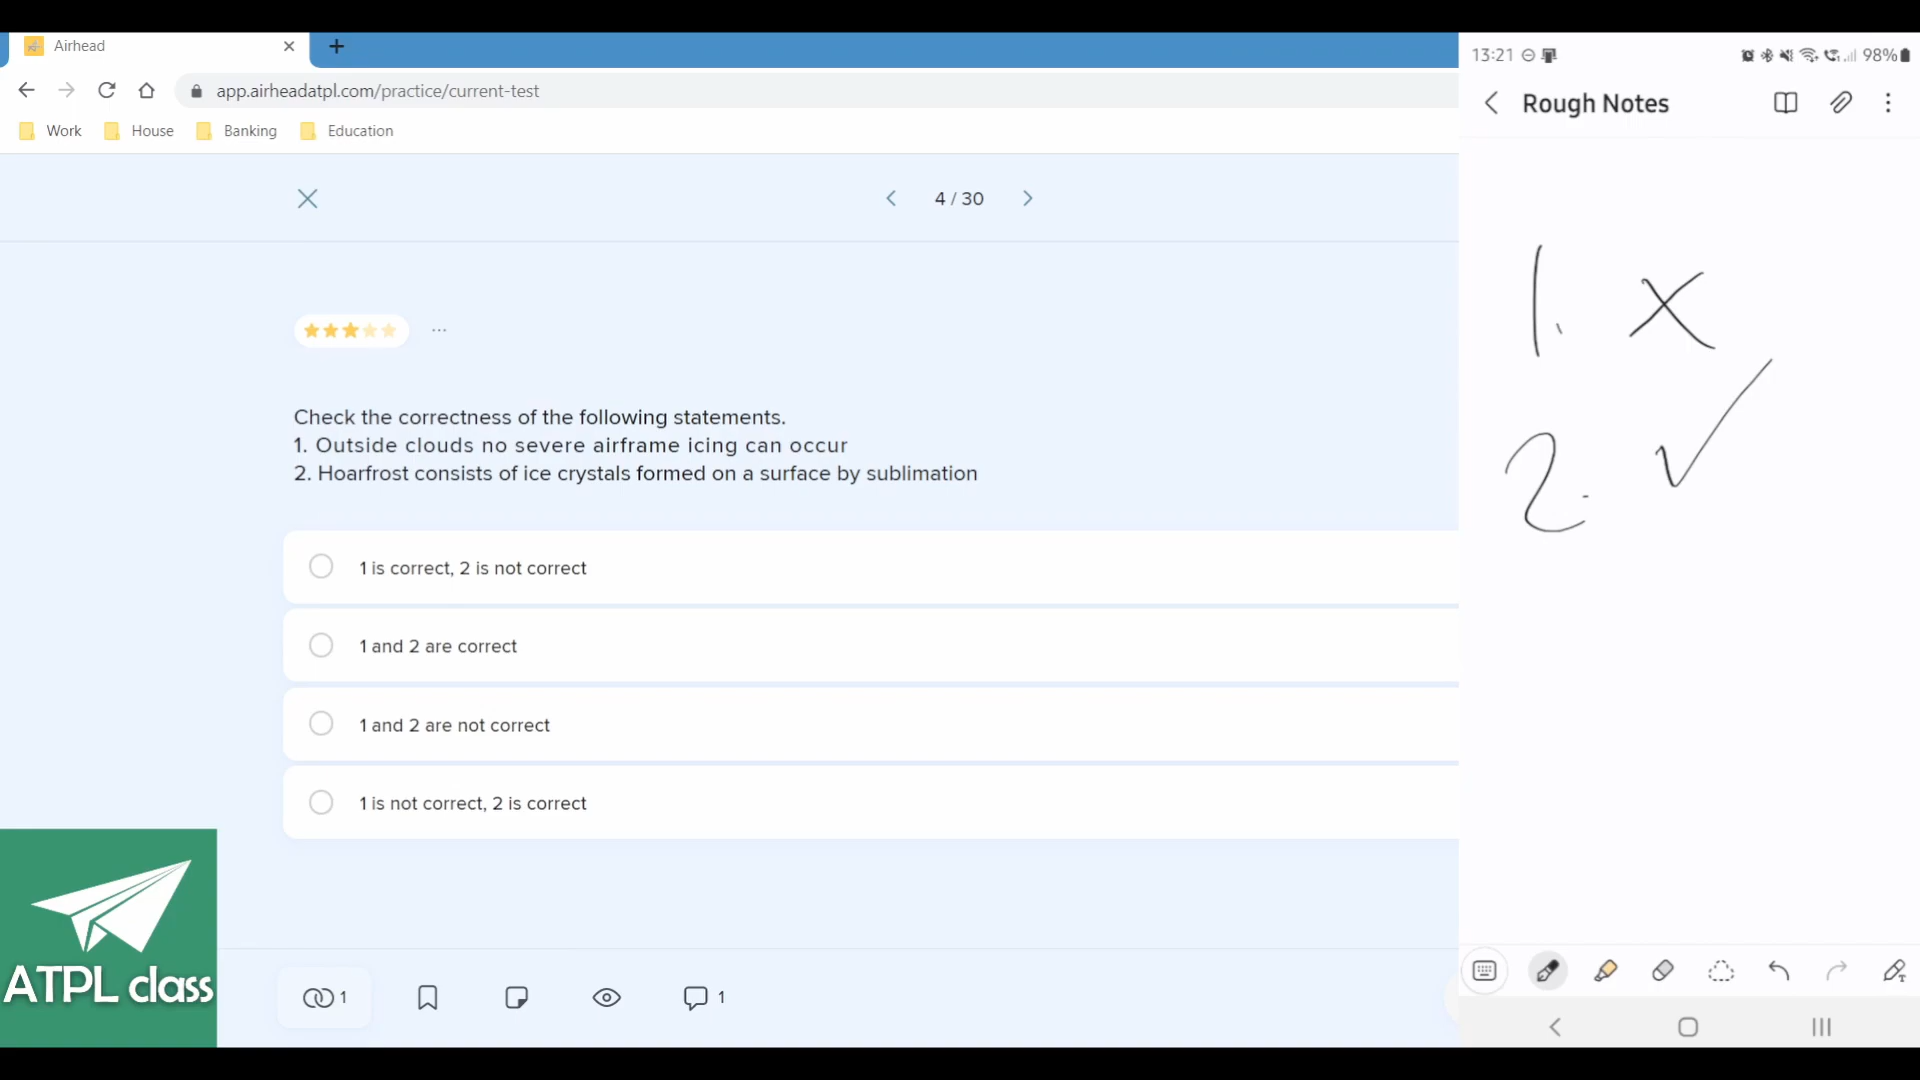 Airhead
13:21 98%
app.airheadatpl.com/practice/current-test
Rough Notes
Work House Banking Education
4 / 30
1. x
2. ✓
Check the correctness of the following statements.
1. Outside clouds no severe airframe icing can occur
2. Hoarfrost consists of ice crystals formed on a surface by sublimation
1 is correct, 2 is not correct
1 and 2 are correct
1 and 2 are not correct
1 is not correct, 2 is correct
ATPL class
1 1